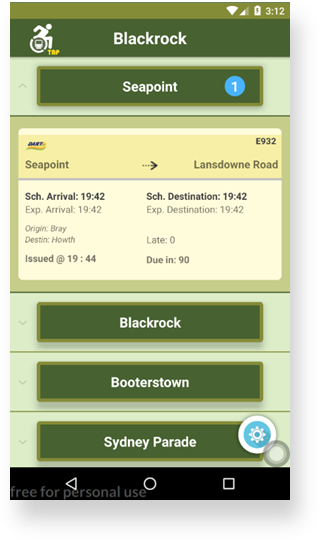 3:12
TAP
Blackrock
Seapoint 1
DART
E932
Seapoint Lansdowne Road
Sch. Arrival: 19:42 Sch. Destination: 19:42
Exp. Arrival: 19:42 Exp. Destination: 19:42
Origin: Bray
Destin: Howth Late: 0
Issued @ 19 : 44 Due in: 90
Blackrock
Booterstown
Sydney Parade
free for personal use